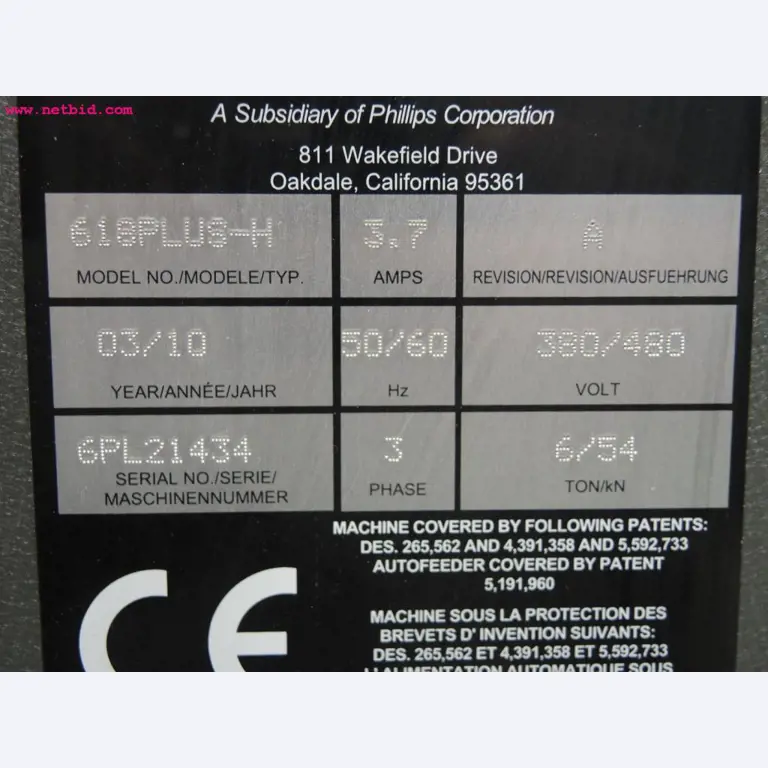 www.netbid.com
A Subsidiary of Phillips Corporation
811 Wakefield Drive
Oakdale, California 95361
618PLUS-H
MODEL NO./MODELE/TYP.
3.7
AMPS
A
REVISION/REVISION/AUSFUEHRUNG
03/10
YEAR/ANNÉE/JAHR
50/60
Hz
380/480
VOLT
6PL21434
SERIAL NO./SERIE/
MASCHINENNUMMER
3
PHASE
6/54
TON/kN
MACHINE COVERED BY FOLLOWING PATENTS:
DES. 265,562 AND 4,391,358 AND 5,592,733
AUTOFEEDER COVERED BY PATENT
5,191,960
CE
MACHINE SOUS LA PROTECTION DES
BREVETS D' INVENTION SUIVANTS:
DES. 265,562 ET 4,391,358 ET 5,592,733
L'ALIMENTATION AUTOMATIQUE SOUS